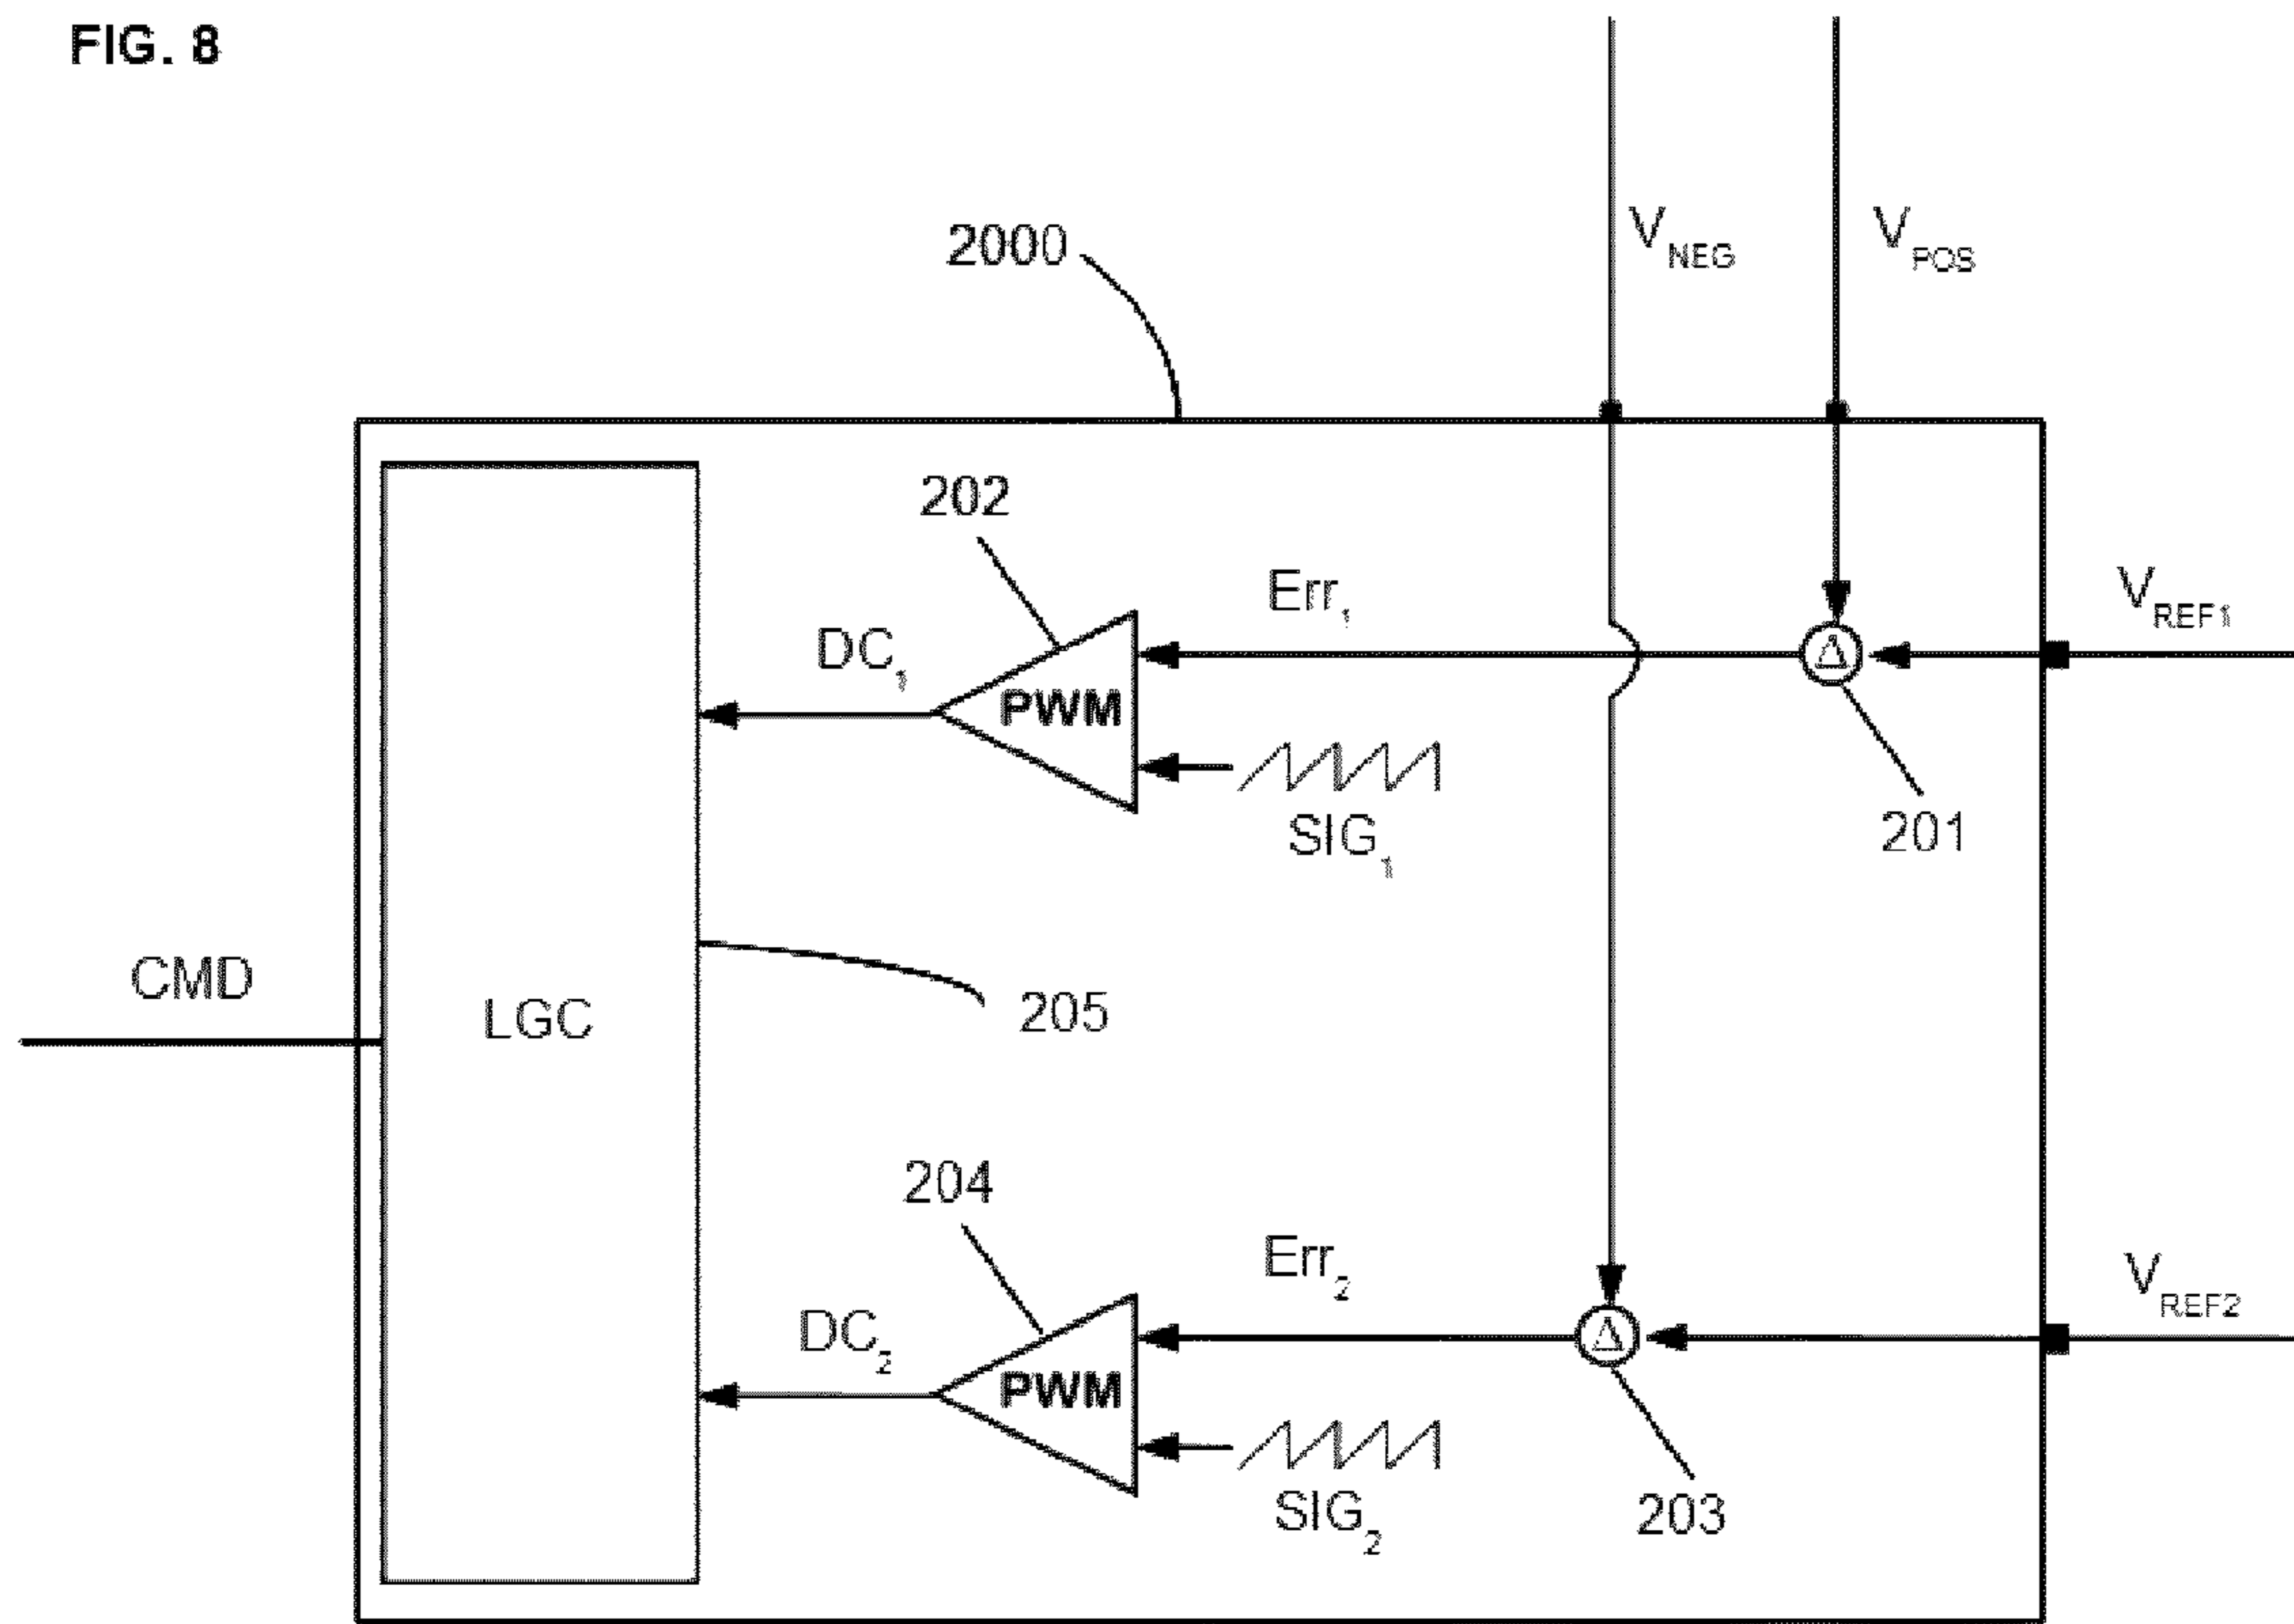 FIG. 8
V_NEG
V_POS
2000
202
Err_1
V_REF1
DC_1
PWM
Δ
SIG_1
201
CMD
LGC
205
204
Err_2
V_REF2
DC_2
PWM
Δ
SIG_2
203